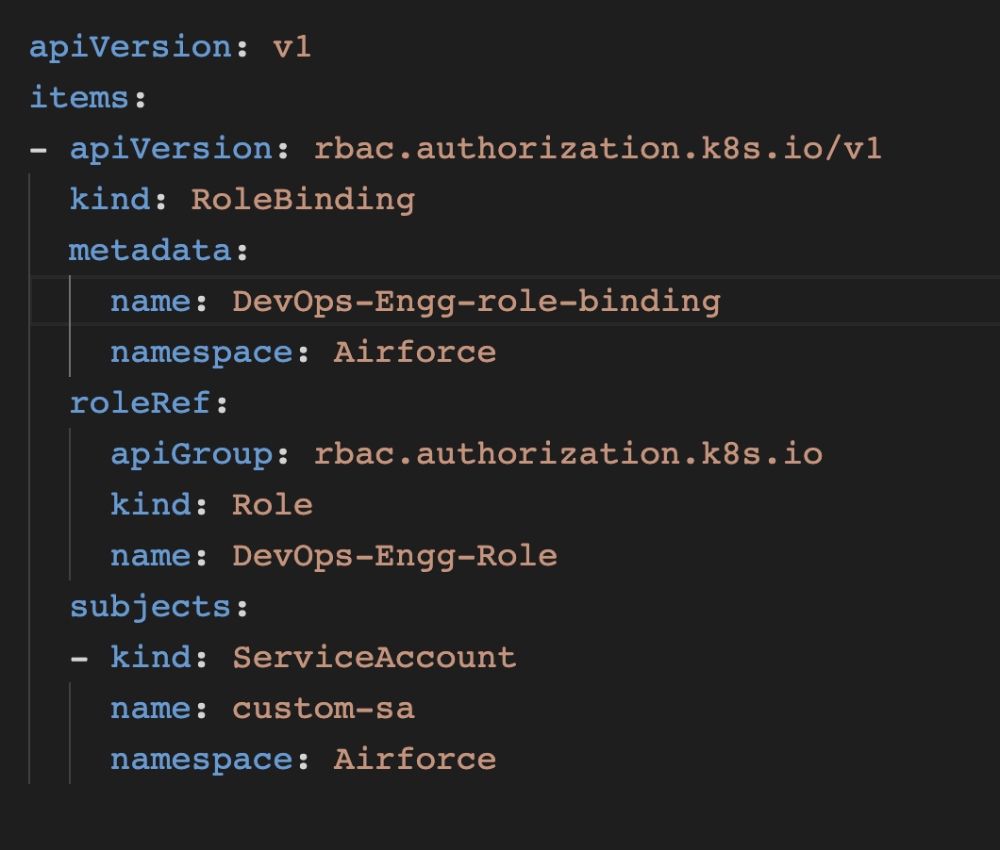 apiVersion: v1
items:
- apiVersion: rbac.authorization.k8s.io/v1
  kind: RoleBinding
  metadata:
    name: DevOps-Engg-role-binding
    namespace: Airforce
  roleRef:
    apiGroup: rbac.authorization.k8s.io
    kind: Role
    name: DevOps-Engg-Role
  subjects:
  - kind: ServiceAccount
    name: custom-sa
    namespace: Airforce